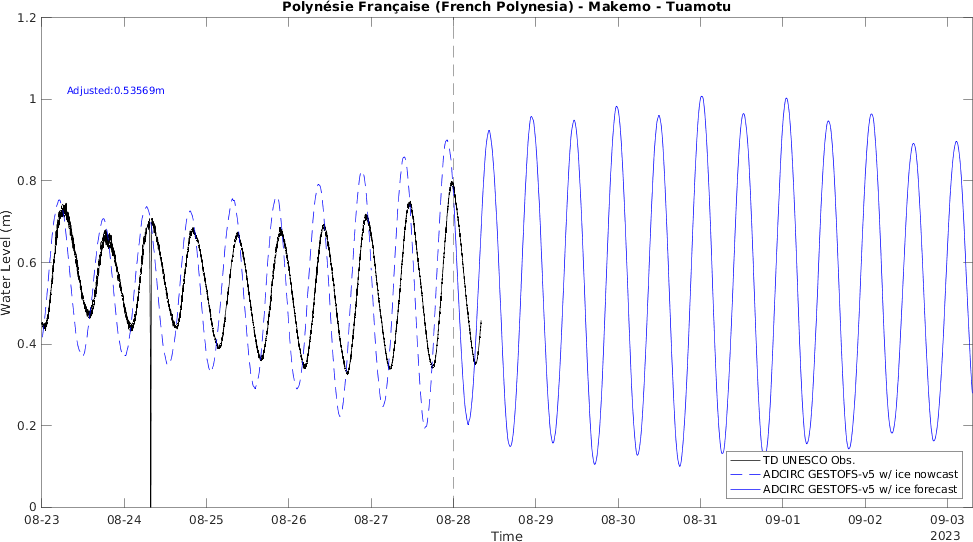 Polynésie Française (French Polynesia) - Makemo - Tuamotu
1.2
1
0.8
0.6
0.4
0.2
0
Water Level (m)
Adjusted:0.53569m
TD UNESCO Obs.
ADCIRC GESTOFS-v5 w/ ice nowcast
ADCIRC GESTOFS-v5 w/ ice forecast
08-23 08-24 08-25 08-26 08-27 08-28 08-29 08-30 08-31 09-01 09-02 09-03
Time
2023